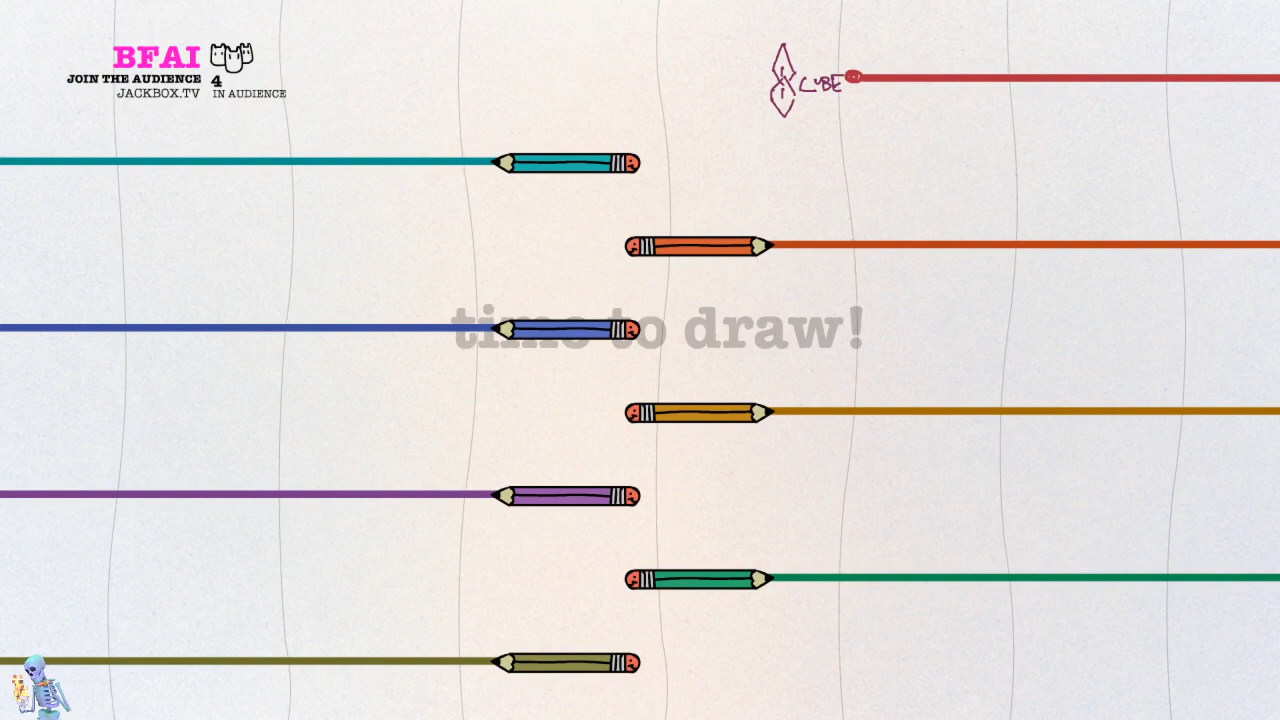 BFAI
JOIN THE AUDIENCE
JACKBOX.TV
4
IN AUDIENCE
CUBE
time to draw!